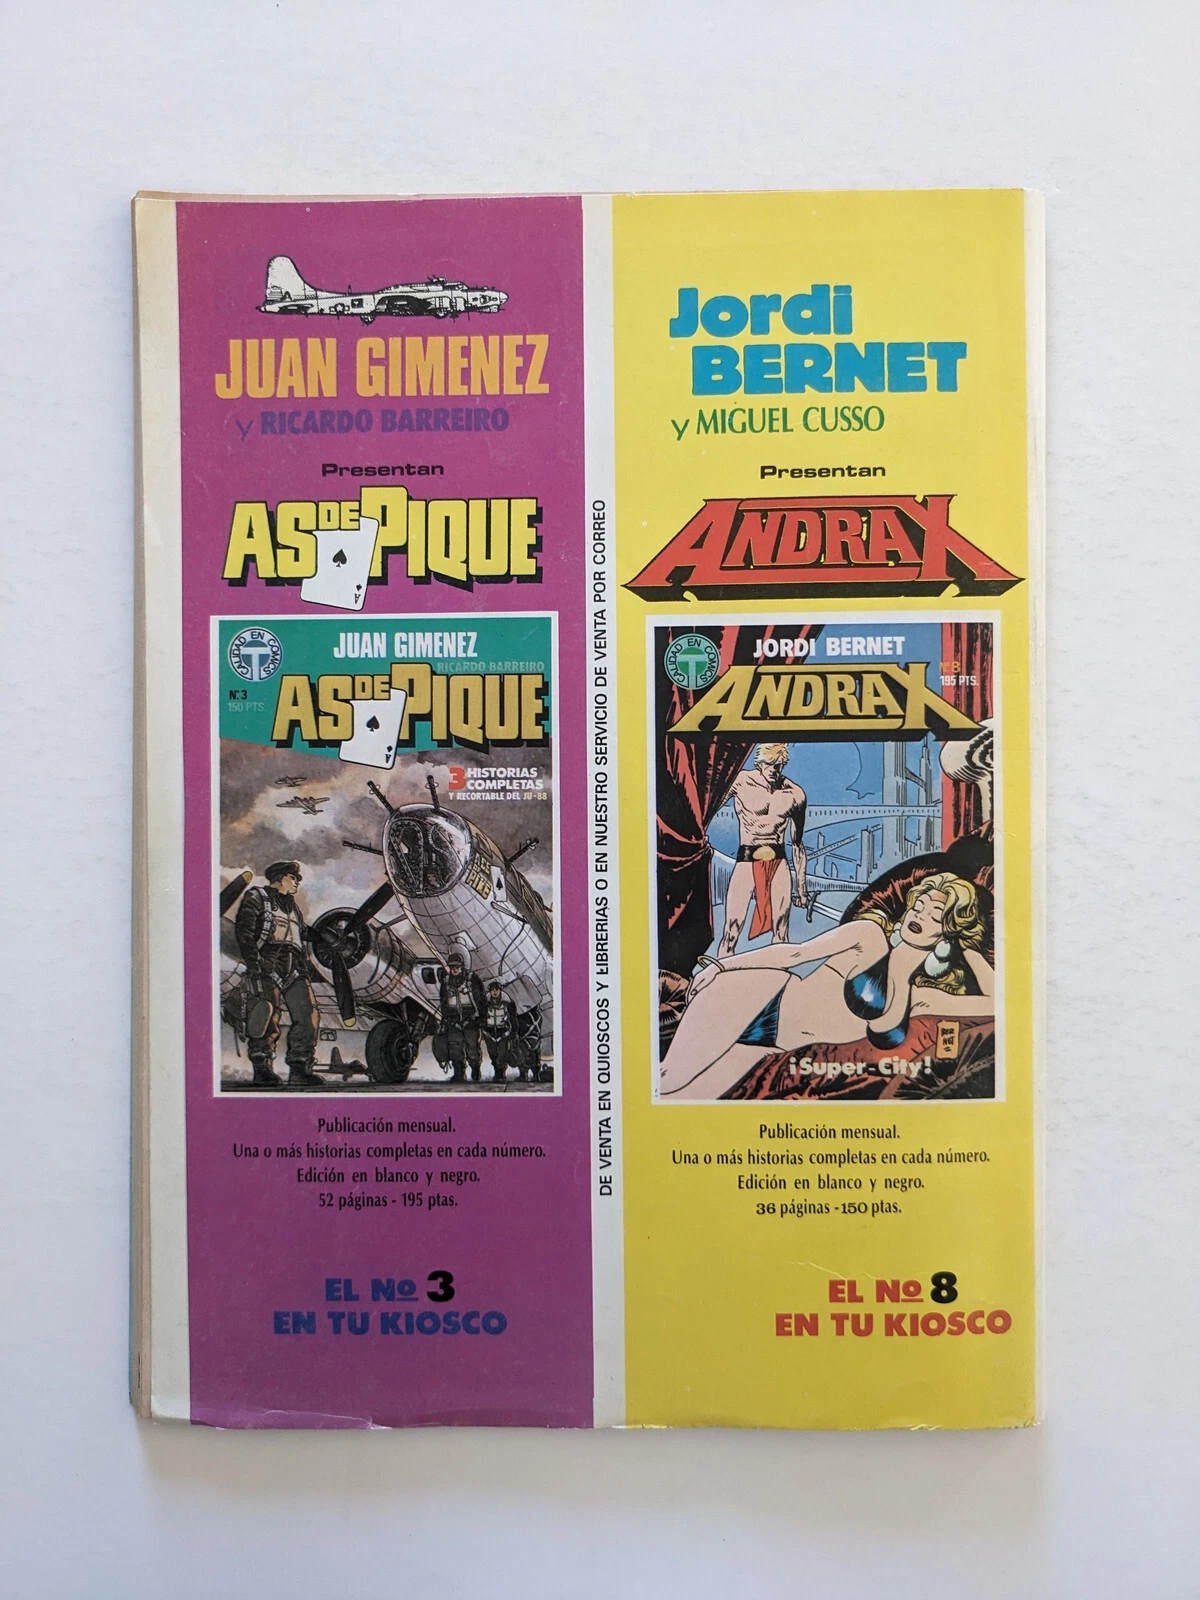 JUAN GIMENEZ
y RICARDO BARREIRO
Presentan
AS DE PIQUE
A
CALIDAD EN COMICS
T
JUAN GIMENEZ
RICARDO BARREIRO
Nº 3
150 PTS.
AS DE PIQUE
A
3 HISTORIAS
COMPLETAS
Y RECORTABLE DEL JU-88
Publicación mensual.
Una o más historias completas en cada número.
Edición en blanco y negro.
52 páginas - 195 ptas.
EL Nº 3
EN TU KIOSCO
DE VENTA EN QUIOSCOS Y LIBRERIAS O EN NUESTRO SERVICIO DE VENTA POR CORREO
Jordi
BERNET
y MIGUEL CUSSO
Presentan
ANDRAX
CALIDAD EN COMICS
T
JORDI BERNET
Nº 8
195 PTS.
ANDRAX
BER
NET
¡Super-City!
Publicación mensual.
Una o más historias completas en cada número.
Edición en blanco y negro.
36 páginas - 150 ptas.
EL Nº 8
EN TU KIOSCO